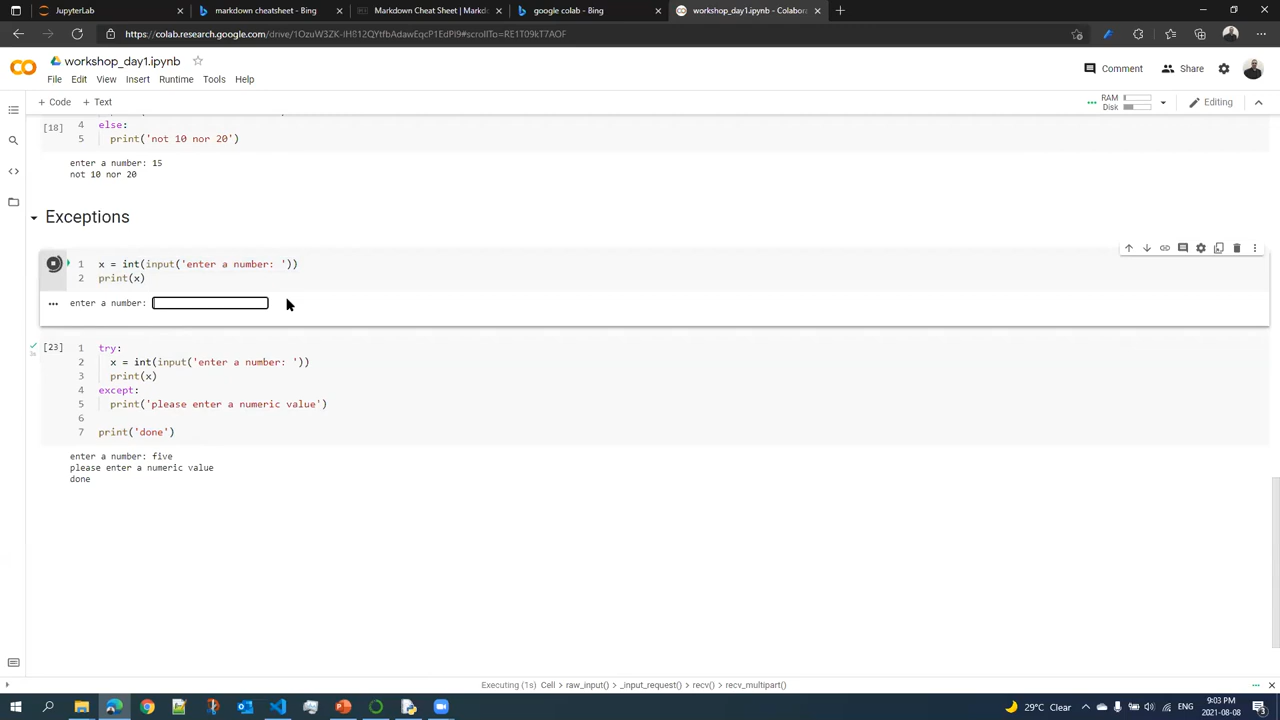 JupyterLab
markdown cheatsheet - Bing
Markdown Cheat Sheet | Markdo
google colab - Bing
workshop_day1.ipynb - Colabora
workshop_day1.ipynb
File Edit View Insert Runtime Tools Help
Comment
Share
+ Code + Text
RAM
Disk
Editing
[18]
4 else:
5 print('not 10 nor 20')
enter a number: 15
not 10 nor 20
Exceptions
1 x = int(input('enter a number: '))
2 print(x)
enter a number:
[23]
1 try:
2 x = int(input('enter a number: '))
3 print(x)
4 except:
5 print('please enter a numeric value')
6
7 print('done')
enter a number: five
please enter a numeric value
done
Executing (1s) Cell > raw_input() > _input_request() > recv() > recv_multipart()
29°C Clear
ENG
9:03 PM
2021-08-08